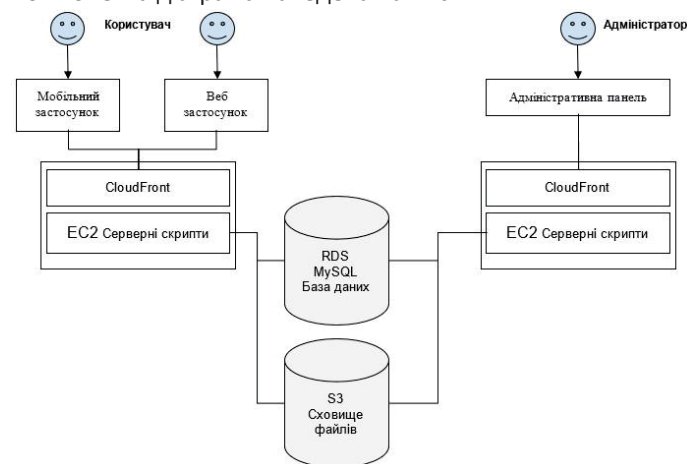 Користувач
Адміністратор
Мобільний
застосунок
Веб
застосунок
Адміністративна панель
CloudFront
EC2 Серверні скрипти
CloudFront
EC2 Серверні скрипти
RDS
MySQL
База даних
S3
Сховище
файлів